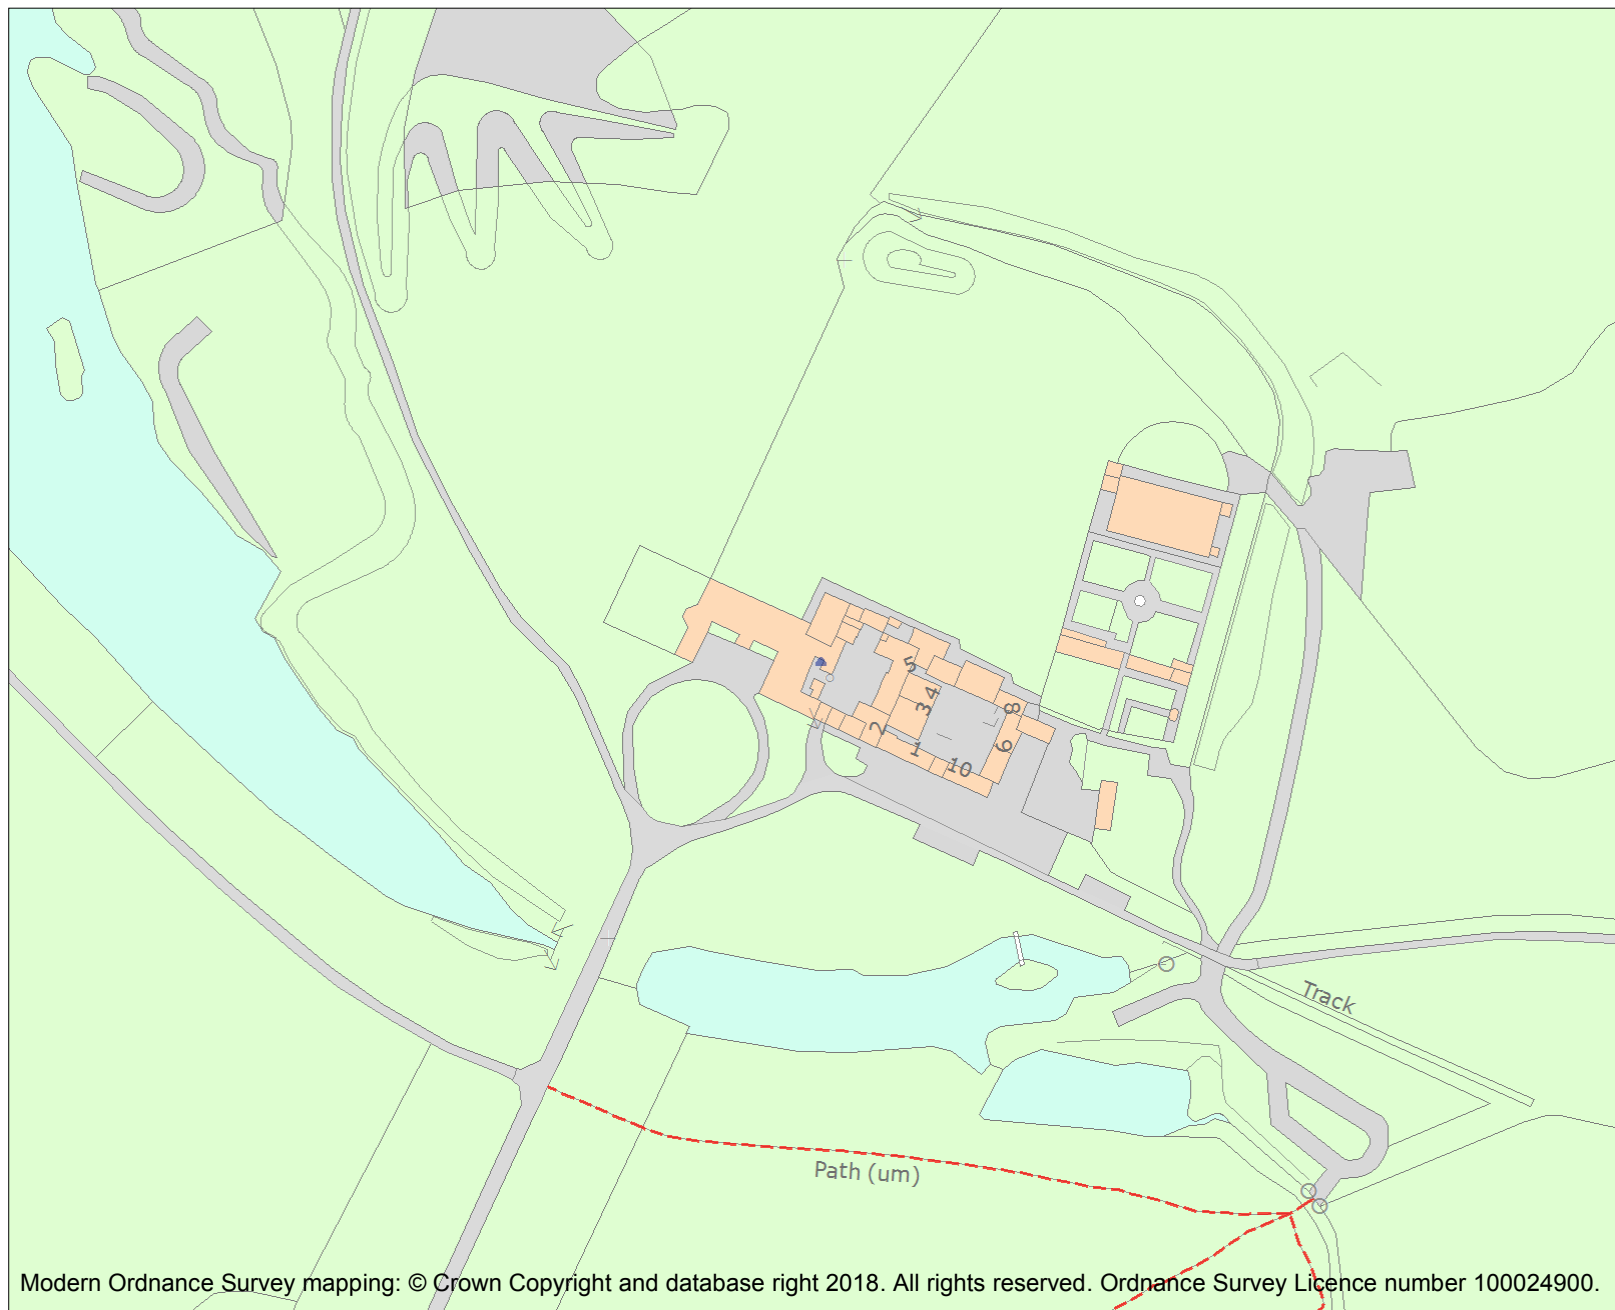 5
4
3
8
2
1
6
10
Track
Path (um)
Modern Ordnance Survey mapping: © Crown Copyright and database right 2018. All rights reserved. Ordnance Survey Licence number 100024900.